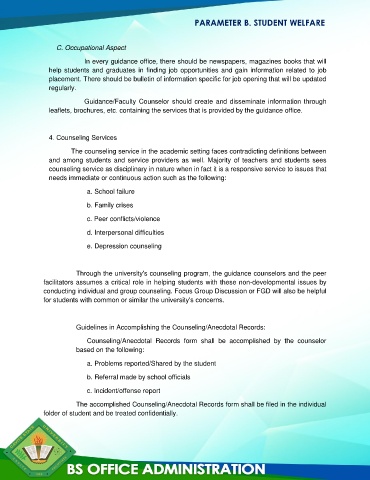 PARAMETER B. STUDENT WELFARE
C. Occupational Aspect
In every guidance office, there should be newspapers, magazines books that will
help students and graduates in finding job opportunities and gain information related to job
placement. There should be bulletin of information specific for job opening that will be updated
regularly.
Guidance/Faculty Counselor should create and disseminate information through
leaflets, brochures, etc. containing the services that is provided by the guidance office.
4. Counseling Services
The counseling service in the academic setting faces contradicting definitions between
and among students and service providers as well. Majority of teachers and students sees
counseling service as disciplinary in nature when in fact it is a responsive service to issues that
needs immediate or continuous action such as the following:
a. School failure
b. Family crises
c. Peer conflicts/violence
d. Interpersonal difficulties
e. Depression counseling
Through the university's counseling program, the guidance counselors and the peer
facilitators assumes a critical role in helping students with those non-developmental issues by
conducting individual and group counseling. Focus Group Discussion or FGD will also be helpful
for students with common or similar the university's concerns.
Guidelines in Accomplishing the Counseling/Anecdotal Records:
Counseling/Anecdotal Records form shall be accomplished by the counselor
based on the following:
a. Problems reported/Shared by the student
b. Referral made by school officials
c. Incident/offense report
The accomplished Counseling/Anecdotal Records form shall be filed in the individual
folder of student and be treated confidentially.
BS OFFICE ADMINISTRATION